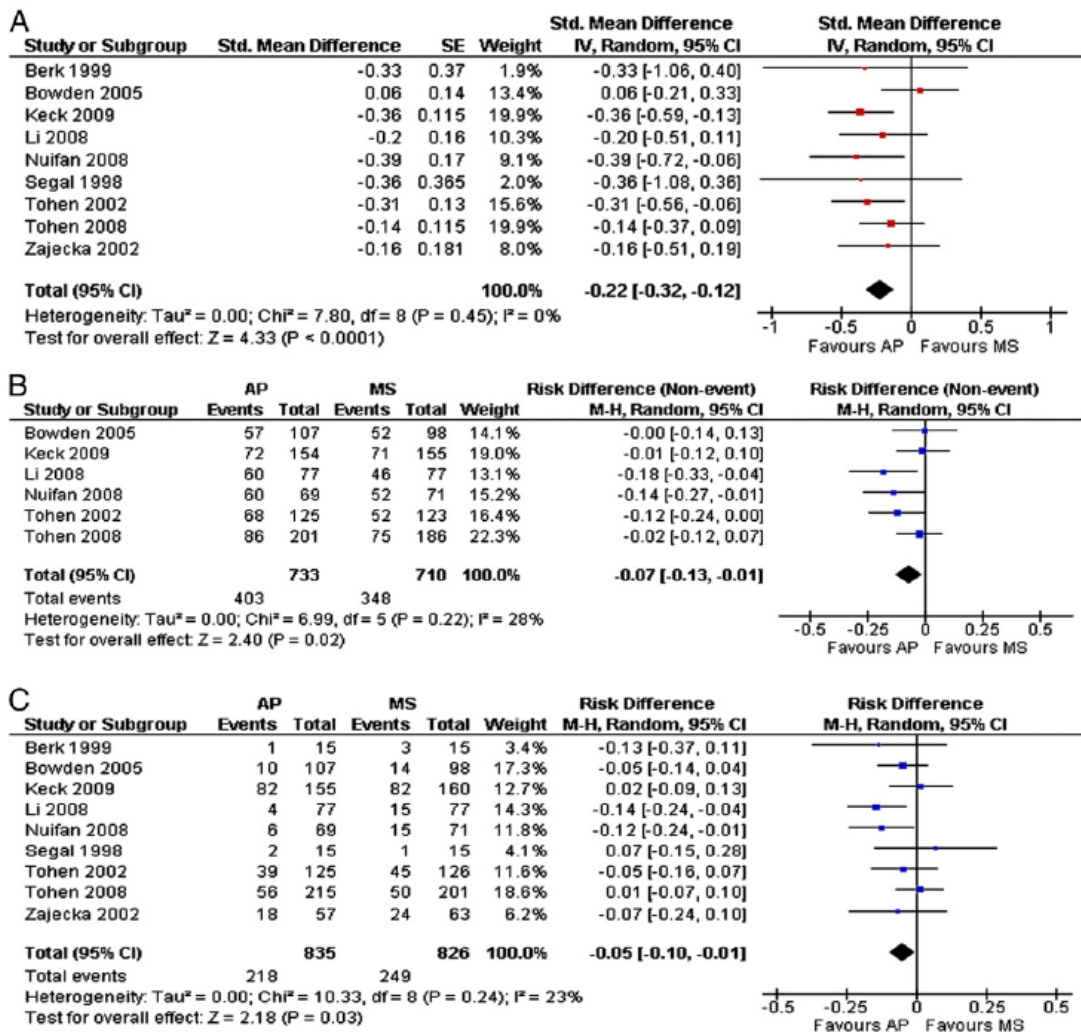 A
Std. Mean Difference Std. Mean Difference
Study or Subgroup Std. Mean Difference SE Weight IV, Random, 95% CI IV, Random, 95% CI
Berk 1999 -0.33 0.37 1.9% -0.33 [-1.06, 0.40]
Bowden 2005 0.06 0.14 13.4% 0.06 [-0.21, 0.33]
Keck 2009 -0.36 0.115 19.9% -0.36 [-0.59, -0.13]
Li 2008 -0.2 0.16 10.3% -0.20 [-0.51, 0.11]
Nuifan 2008 -0.39 0.17 9.1% -0.39 [-0.72, -0.06]
Segal 1998 -0.36 0.365 2.0% -0.36 [-1.08, 0.36]
Tohen 2002 -0.31 0.13 15.6% -0.31 [-0.56, -0.06]
Tohen 2008 -0.14 0.115 19.9% -0.14 [-0.37, 0.09]
Zajecka 2002 -0.16 0.181 8.0% -0.16 [-0.51, 0.19]
Total (95% CI) 100.0% -0.22 [-0.32, -0.12]
Heterogeneity: Tau² = 0.00; Chi² = 7.80, df = 8 (P = 0.45); I² = 0%
Test for overall effect: Z = 4.33 (P < 0.0001)
-1 -0.5 0 0.5 1
Favours AP Favours MS
B
AP MS Risk Difference (Non-event) Risk Difference (Non-event)
Study or Subgroup Events Total Events Total Weight M-H, Random, 95% CI M-H, Random, 95% CI
Bowden 2005 57 107 52 98 14.1% -0.00 [-0.14, 0.13]
Keck 2009 72 154 71 155 19.0% -0.01 [-0.12, 0.10]
Li 2008 60 77 46 77 13.1% -0.18 [-0.33, -0.04]
Nuifan 2008 60 69 52 71 15.2% -0.14 [-0.27, -0.01]
Tohen 2002 68 125 52 123 16.4% -0.12 [-0.24, 0.00]
Tohen 2008 86 201 75 186 22.3% -0.02 [-0.12, 0.07]
Total (95% CI) 733 710 100.0% -0.07 [-0.13, -0.01]
Total events 403 348
Heterogeneity: Tau² = 0.00; Chi² = 6.99, df = 5 (P = 0.22); I² = 28%
Test for overall effect: Z = 2.40 (P = 0.02)
-0.5 -0.25 0 0.25 0.5
Favours AP Favours MS
C
AP MS Risk Difference Risk Difference
Study or Subgroup Events Total Events Total Weight M-H, Random, 95% CI M-H, Random, 95% CI
Berk 1999 1 15 3 15 3.4% -0.13 [-0.37, 0.11]
Bowden 2005 10 107 14 98 17.3% -0.05 [-0.14, 0.04]
Keck 2009 82 155 82 160 12.7% 0.02 [-0.09, 0.13]
Li 2008 4 77 15 77 14.3% -0.14 [-0.24, -0.04]
Nuifan 2008 6 69 15 71 11.8% -0.12 [-0.24, -0.01]
Segal 1998 2 15 1 15 4.1% 0.07 [-0.15, 0.28]
Tohen 2002 39 125 45 126 11.6% -0.05 [-0.16, 0.07]
Tohen 2008 56 215 50 201 18.6% 0.01 [-0.07, 0.10]
Zajecka 2002 18 57 24 63 6.2% -0.07 [-0.24, 0.10]
Total (95% CI) 835 826 100.0% -0.05 [-0.10, -0.01]
Total events 218 249
Heterogeneity: Tau² = 0.00; Chi² = 10.33, df = 8 (P = 0.24); I² = 23%
Test for overall effect: Z = 2.18 (P = 0.03)
-0.5 -0.25 0 0.25 0.5
Favours AP Favours MS